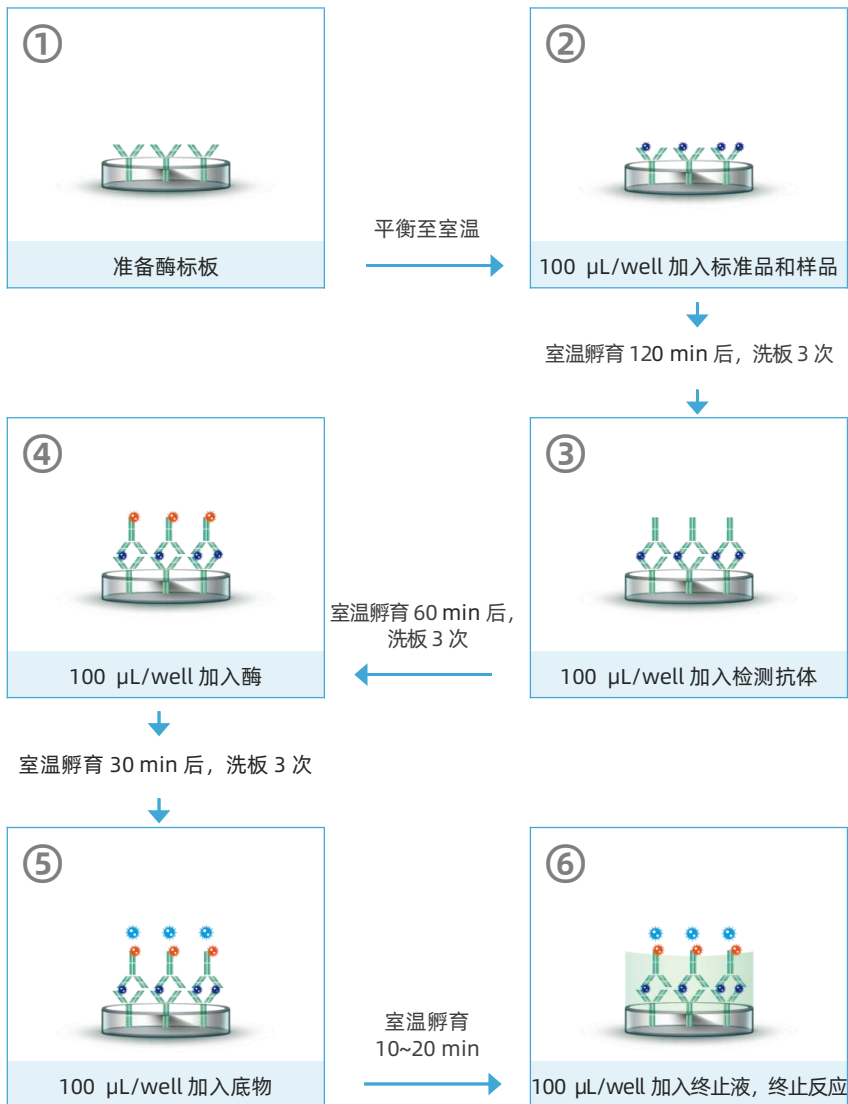 ①
准备酶标板
平衡至室温
②
100 μL/well 加入标准品和样品
室温孵育 120 min 后，洗板 3 次
③
100 μL/well 加入检测抗体
室温孵育 60 min 后，
洗板 3 次
④
100 μL/well 加入酶
室温孵育 30 min 后，洗板 3 次
⑤
100 μL/well 加入底物
室温孵育
10~20 min
⑥
100 μL/well 加入终止液，终止反应